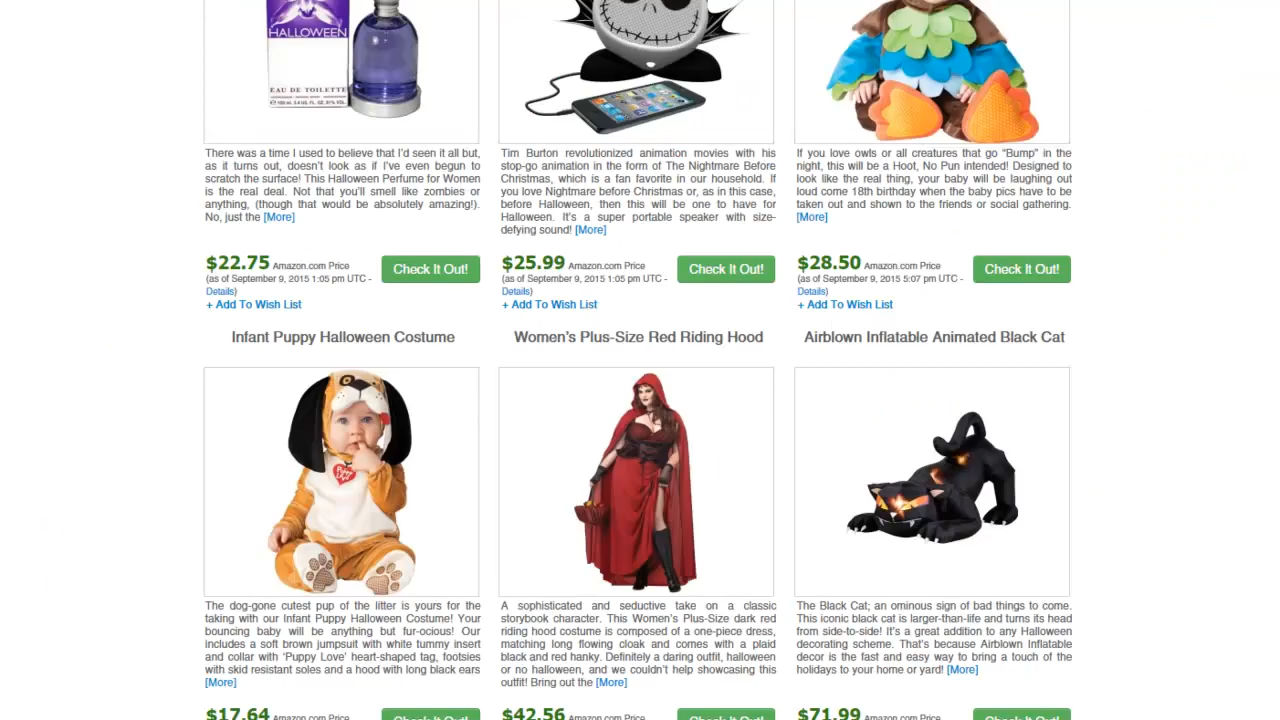 HALLOWEEN
EAU DE TOILETTE
There was a time I used to believe that I'd seen it all but,
as it turns out, doesn't look as if I've even begun to
scratch the surface! This Halloween Perfume for Women
is the real deal. Not that you'll smell like zombies or
anything, (though that would be absolutely amazing!).
No, just the [More]
Tim Burton revolutionized animation movies with his
stop-go animation in the form of The Nightmare Before
Christmas, which is a fan favorite in our household. If
you love Nightmare before Christmas or, as in this case,
before Halloween, then this will be one to have for
Halloween. It's a super portable speaker with size-
defying sound! [More]
If you love owls or all creatures that go “Bump” in the
night, this will be a Hoot, No Pun intended! Designed to
look like the real thing, your baby will be laughing out
loud come 18th birthday when the baby pics have to be
taken out and shown to the friends or social gathering.
[More]
$22.75 Amazon.com Price
(as of September 9, 2015 1:05 pm UTC -
Details)
+ Add To Wish List
Check It Out!
$25.99 Amazon.com Price
(as of September 9, 2015 1:05 pm UTC -
Details)
+ Add To Wish List
Check It Out!
$28.50 Amazon.com Price
(as of September 9, 2015 5:07 pm UTC -
Details)
+ Add To Wish List
Check It Out!
Infant Puppy Halloween Costume
Women's Plus-Size Red Riding Hood
Airblown Inflatable Animated Black Cat
Puppy
Love
The dog-gone cutest pup of the litter is yours for the
taking with our Infant Puppy Halloween Costume! Your
bouncing baby will be anything but fur-ocious! Our
includes a soft brown jumpsuit with white tummy insert
and collar with 'Puppy Love' heart-shaped tag, footsies
with skid resistant soles and a hood with long black ears
[More]
A sophisticated and seductive take on a classic
storybook character. This Women's Plus-Size dark red
riding hood costume is composed of a one-piece dress,
matching long flowing cloak and comes with a plaid
black and red hanky. Definitely a daring outfit, halloween
or no halloween, and we couldn't help showcasing this
outfit! Bring out the [More]
The Black Cat; an ominous sign of bad things to come.
This iconic black cat is larger-than-life and turns its head
from side-to-side! It's a great addition to any Halloween
decorating scheme. That's because Airblown Inflatable
decor is the fast and easy way to bring a touch of the
holidays to your home or yard! [More]
$17.64 Amazon.com Price
Check It Out!
$42.56 Amazon.com Price
Check It Out!
$71.99 Amazon.com Price
Check It Out!